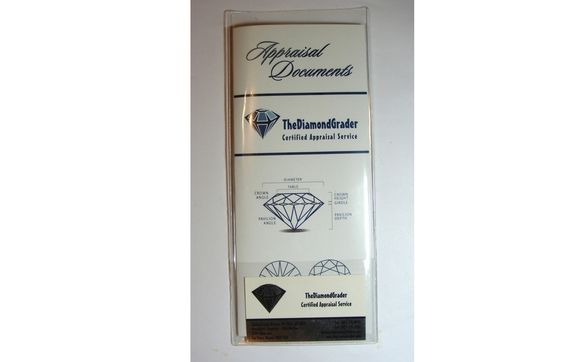 Appraisal
Documents
TheDiamondGrader
Certified Appraisal Service
DIAMETER
TABLE
CROWN
ANGLE
CROWN
HEIGHT
GIRDLE
PAVILION
ANGLE
PAVILION
DEPTH
TheDiamondGrader
Certified Appraisal Service